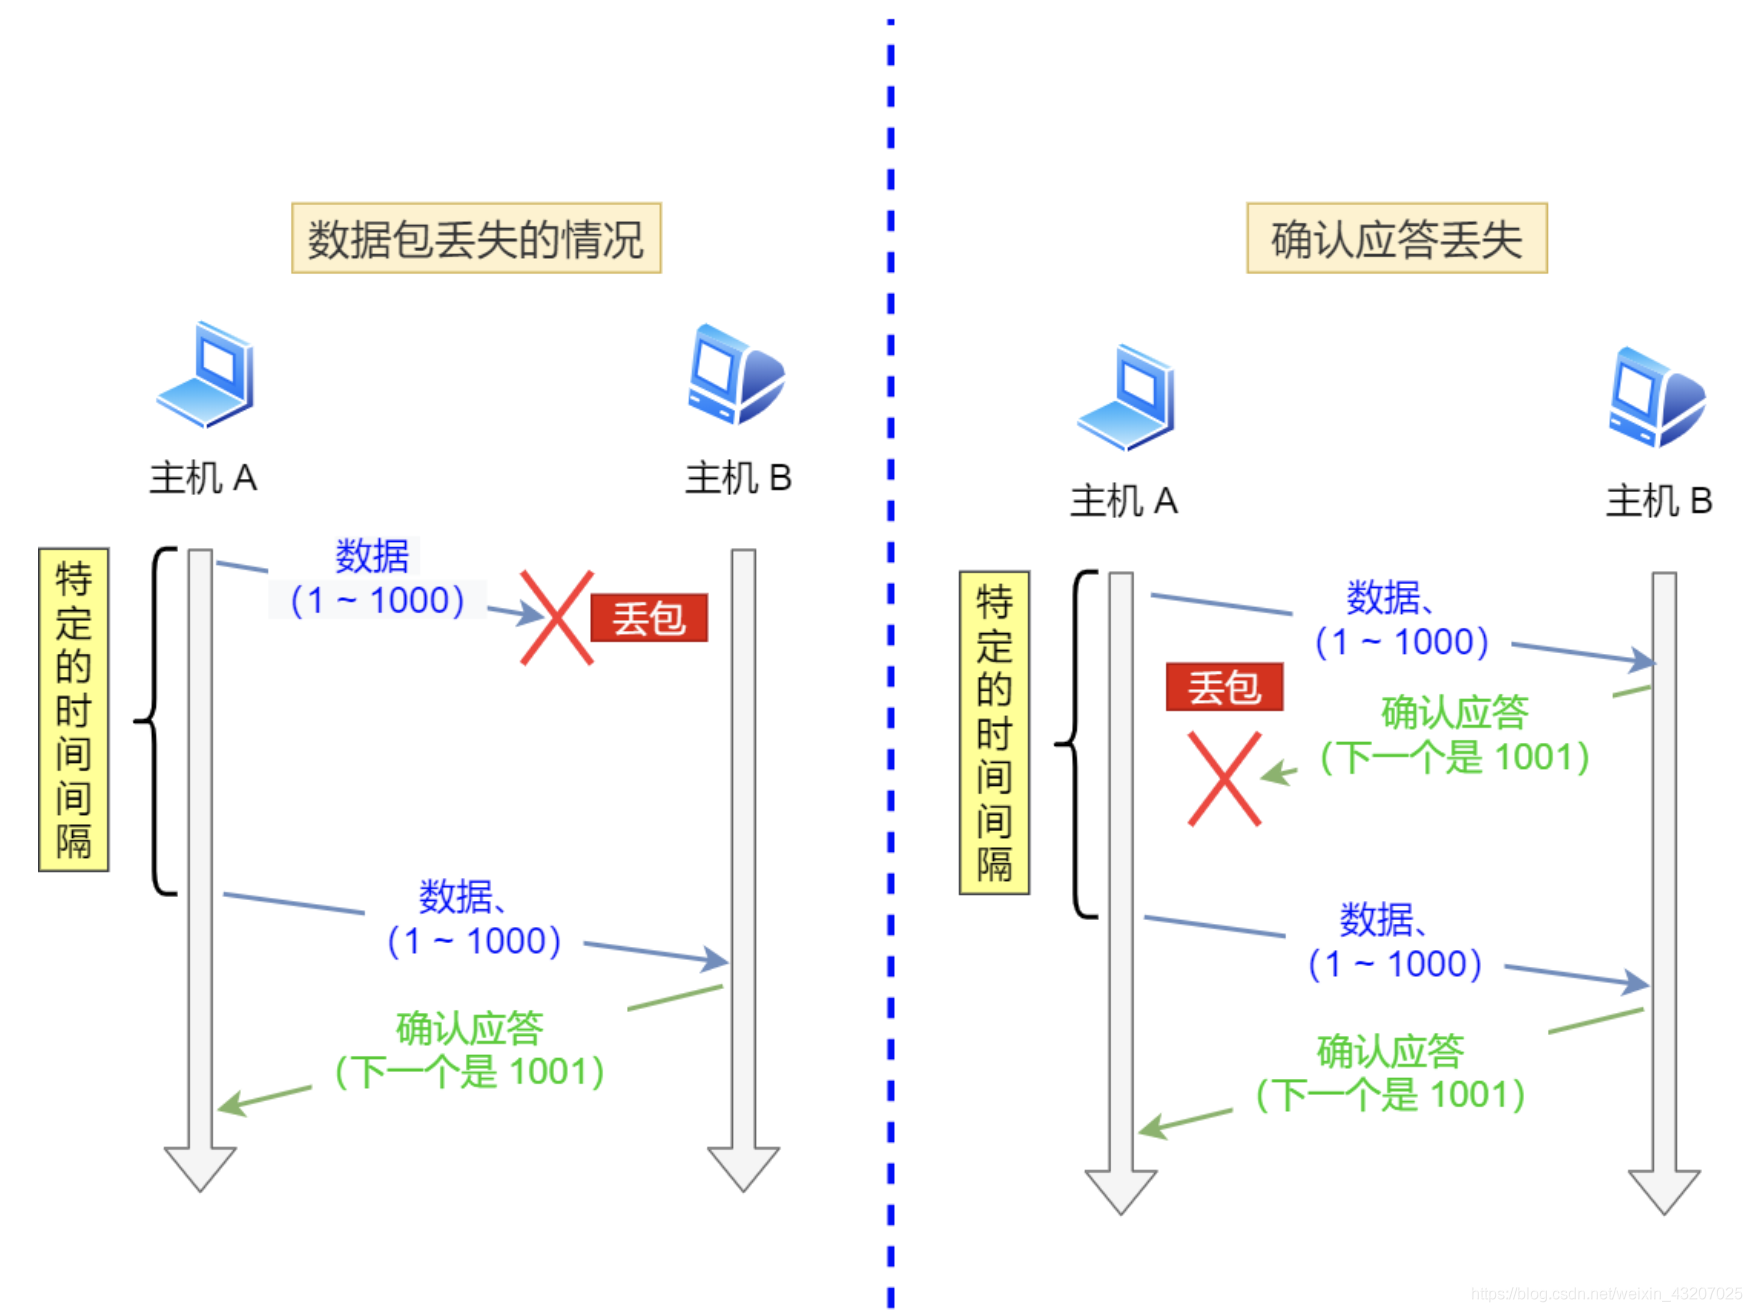 数据包丢失的情况
主机 A
主机 B
特定的时间间隔
数据
(1 ~ 1000)
丢包
数据、
(1 ~ 1000)
确认应答
(下一个是 1001)
确认应答丢失
主机 A
主机 B
特定的时间间隔
数据、
(1 ~ 1000)
丢包
确认应答
(下一个是 1001)
数据、
(1 ~ 1000)
确认应答
(下一个是 1001)
https://blog.csdn.net/weixin_43207025